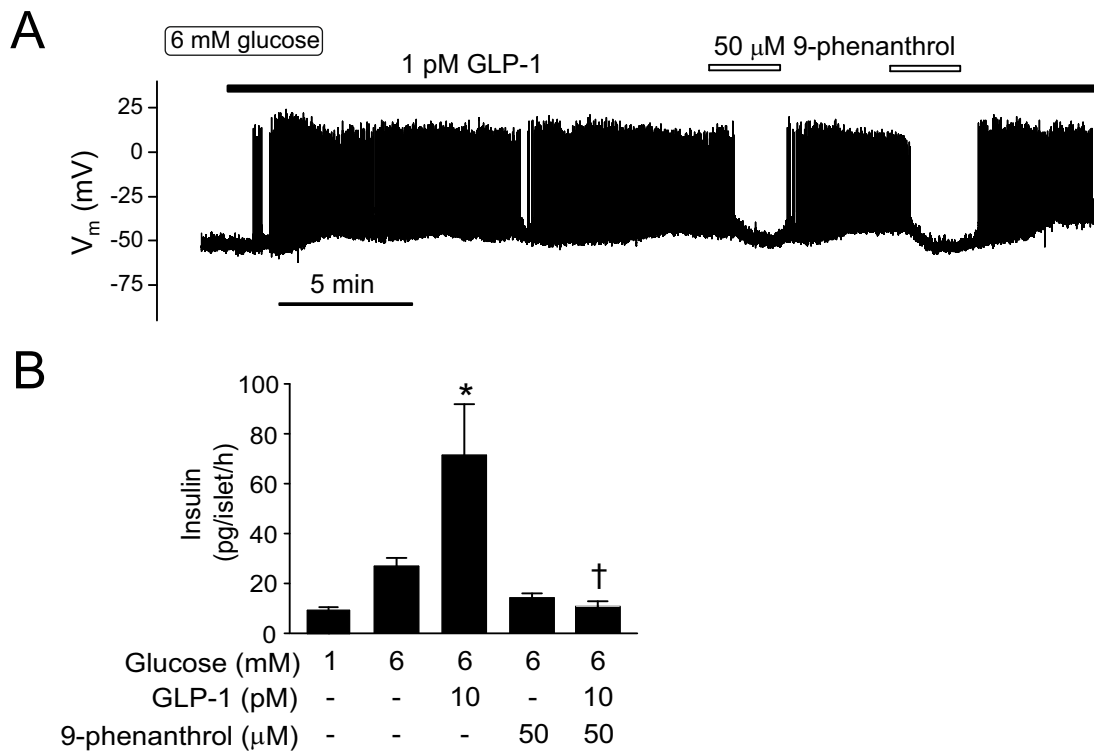 A
6 mM glucose
50 μM 9-phenanthrol
1 pM GLP-1
25
0
-25
-50
-75
V_m (mV)
5 min
B
100
80
60
40
20
0
Insulin
(pg/islet/h)
*
†
Glucose (mM) 1 6 6 6 6
GLP-1 (pM) - - 10 - 10
9-phenanthrol (μM) - - - 50 50